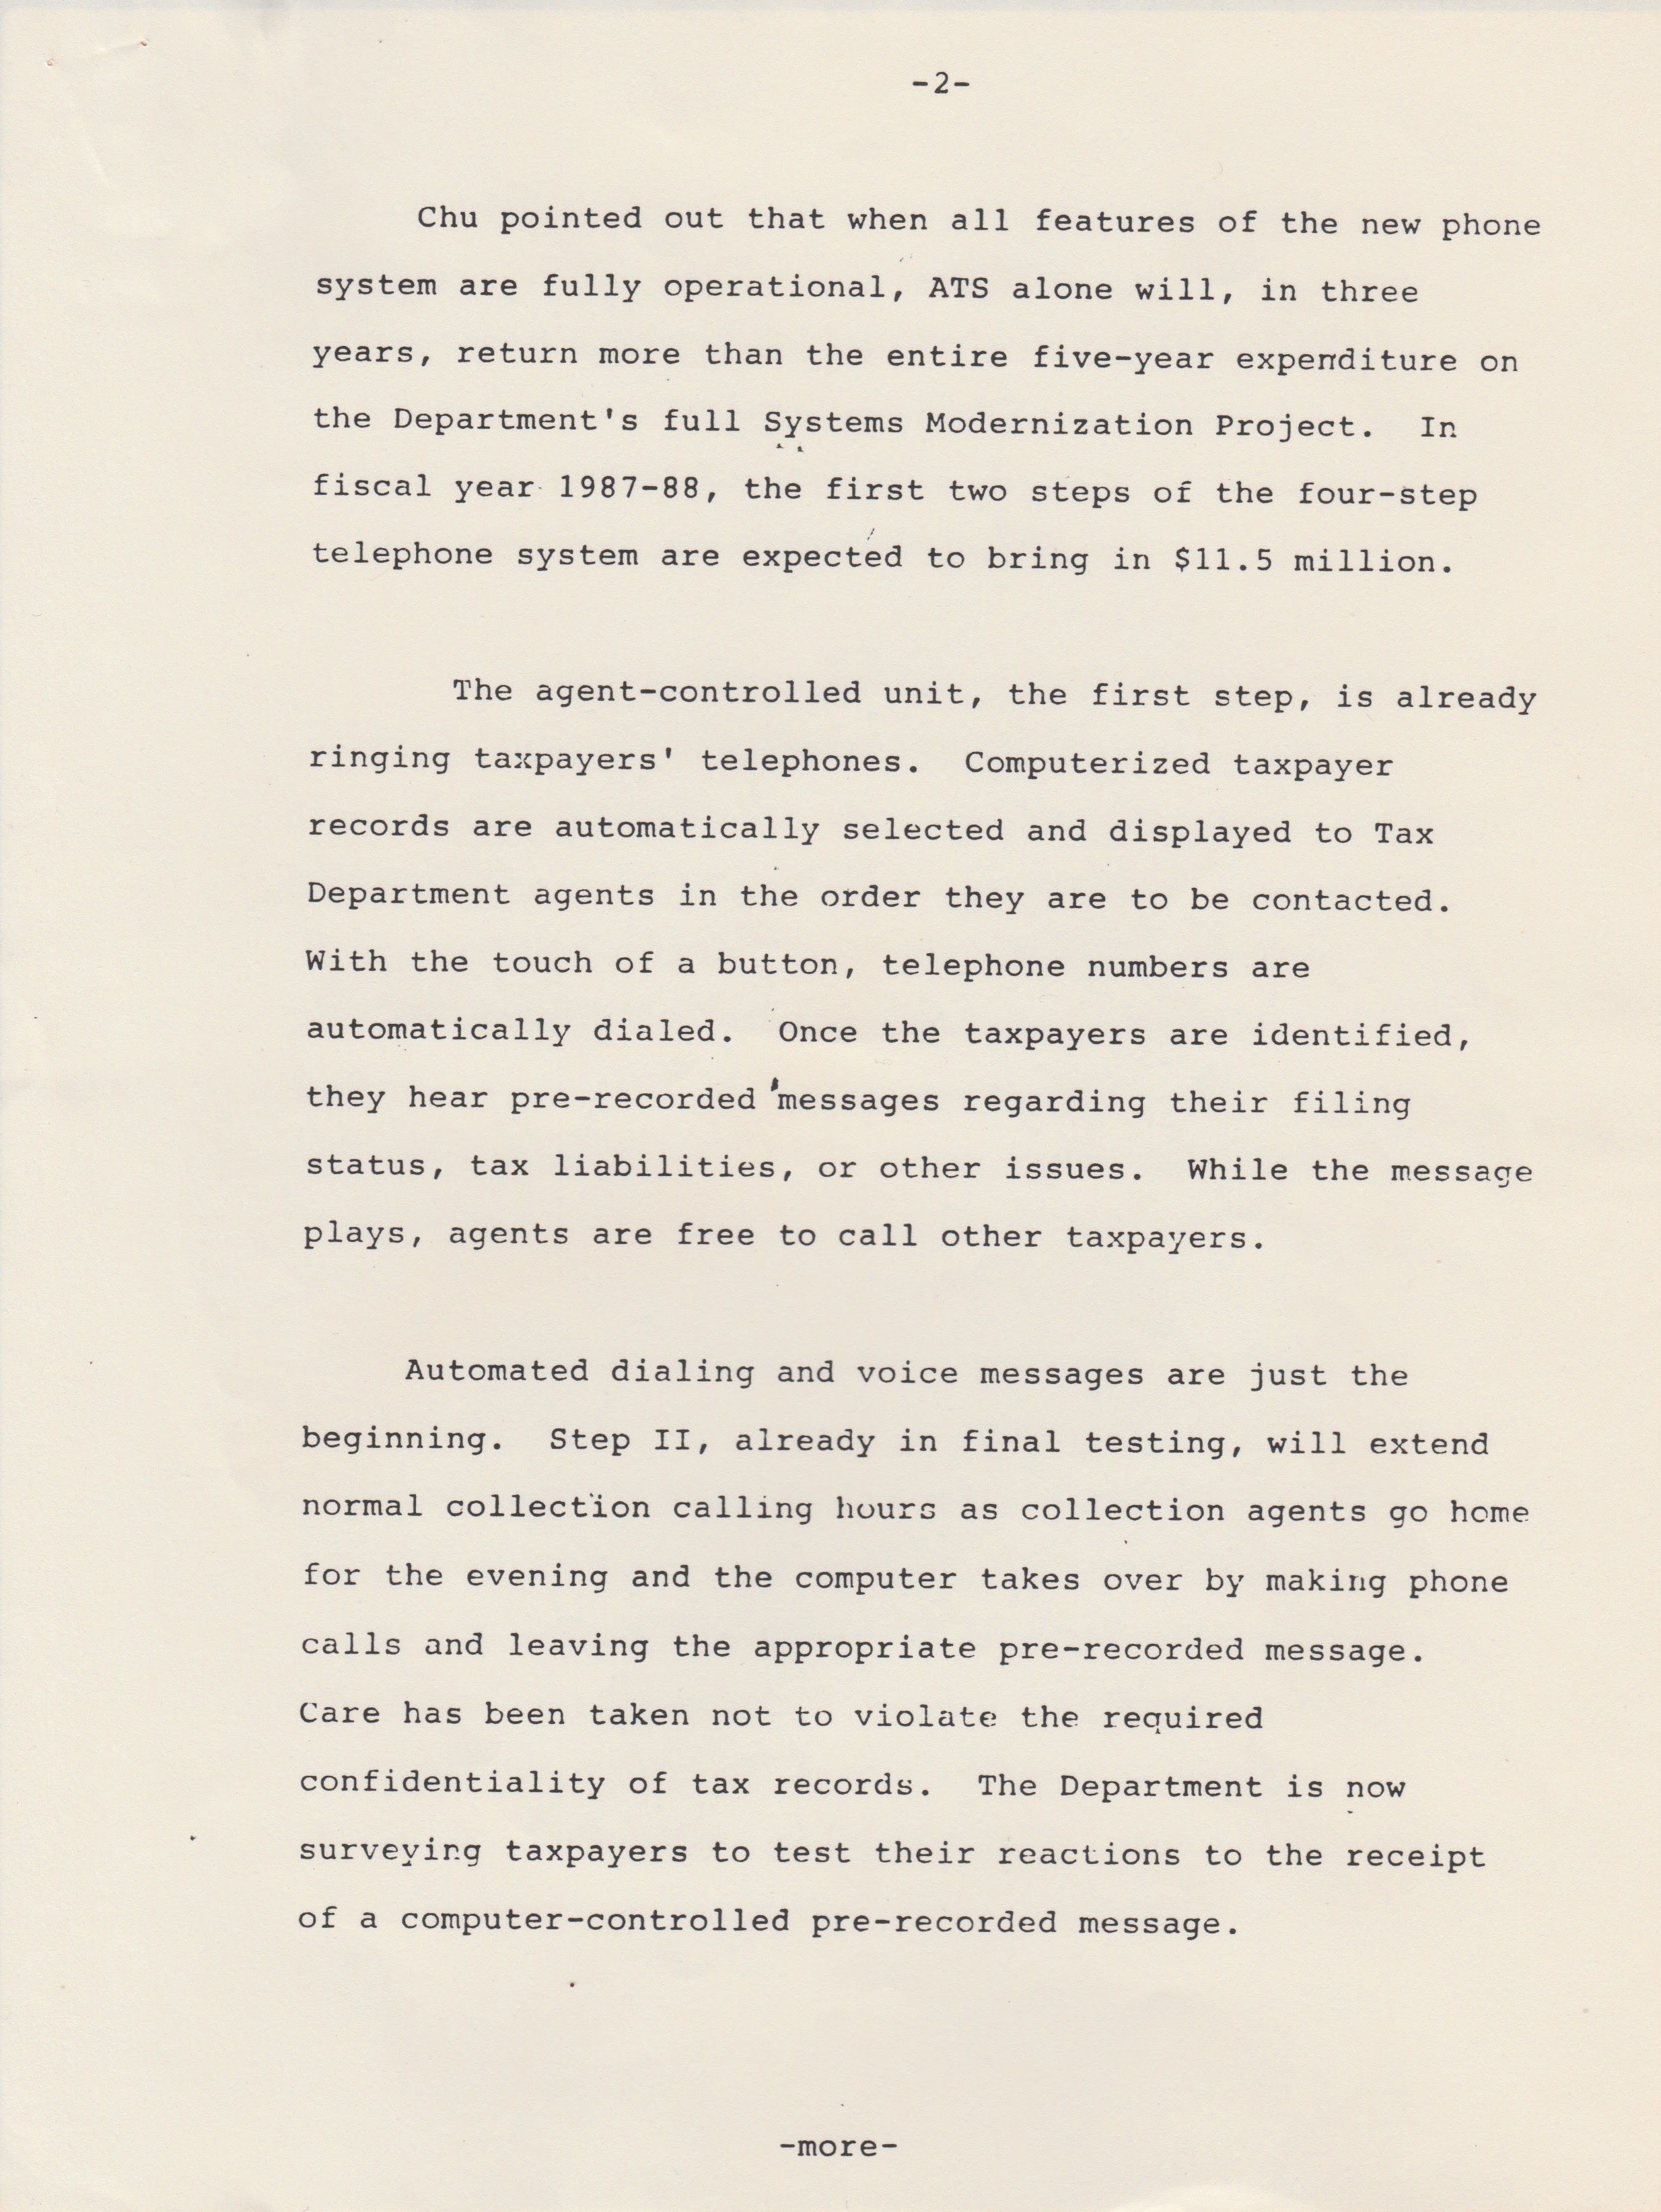 -2-
Chu pointed out that when all features of the new phone
system are fully operational, ATS alone will, in three
years, return more than the entire five-year expenditure on
the Department's full Systems Modernization Project.  In
fiscal year 1987-88, the first two steps of the four-step
telephone system are expected to bring in $11.5 million.
The agent-controlled unit, the first step, is already
ringing taxpayers' telephones.  Computerized taxpayer
records are automatically selected and displayed to Tax
Department agents in the order they are to be contacted.
With the touch of a button, telephone numbers are
automatically dialed.  Once the taxpayers are identified,
they hear pre-recorded messages regarding their filing
status, tax liabilities, or other issues.  While the message
plays, agents are free to call other taxpayers.
Automated dialing and voice messages are just the
beginning.  Step II, already in final testing, will extend
normal collection calling hours as collection agents go home
for the evening and the computer takes over by making phone
calls and leaving the appropriate pre-recorded message.
Care has been taken not to violate the required
confidentiality of tax records.  The Department is now
surveying taxpayers to test their reactions to the receipt
of a computer-controlled pre-recorded message.
-more-